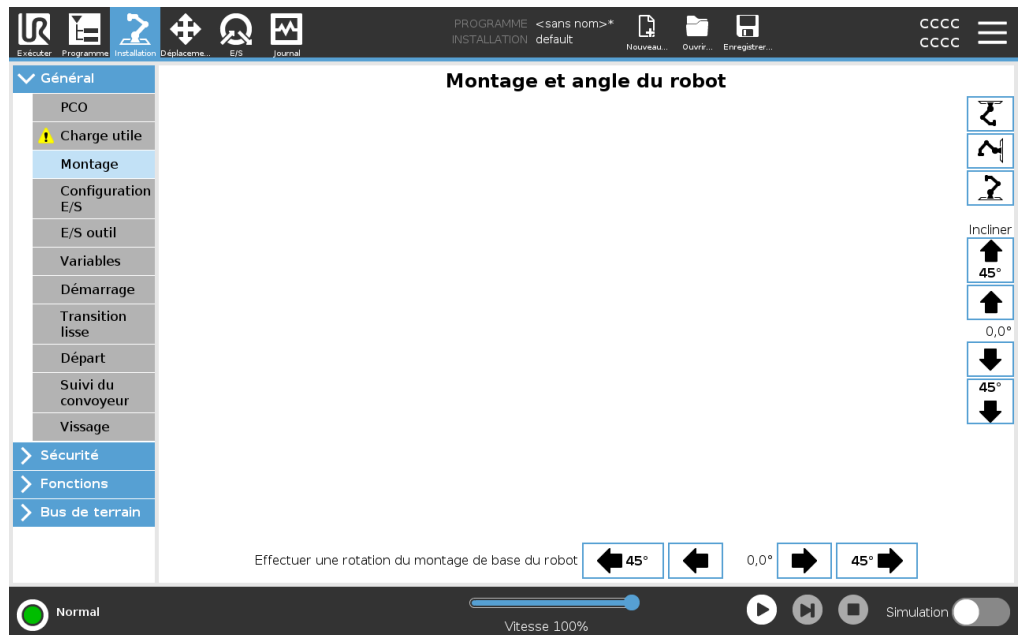 PROGRAMME <sans nom>*
INSTALLATION default
UR
Exécuter
Programme
Installation
Déplaceme...
E/S
Journal
Nouveau...
Ouvrir...
Enregistrer...
cccc
cccc
Général
PCO
Charge utile
Montage
Configuration
E/S
E/S outil
Variables
Démarrage
Transition
lisse
Départ
Suivi du
convoyeur
Vissage
Sécurité
Fonctions
Bus de terrain
Montage et angle du robot
Incliner
45°
0,0°
45°
Effectuer une rotation du montage de base du robot
45°
0,0°
45°
Normal
Vitesse 100%
Simulation